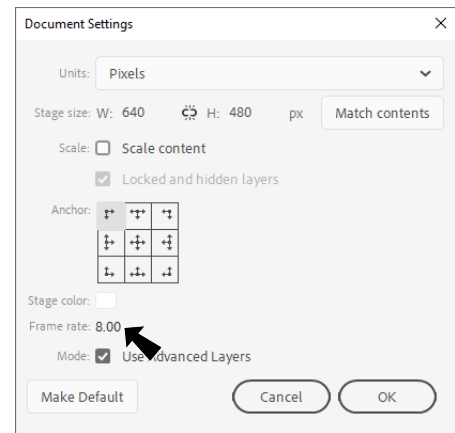 Document Settings
Units: Pixels
Stage size: W: 640 H: 480 px Match contents
Scale: Scale content
Locked and hidden layers
Anchor:
Stage color:
Frame rate: 8.00
Mode: Use Advanced Layers
Make Default Cancel OK